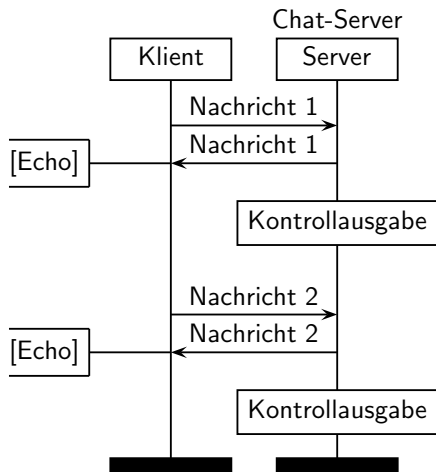 Chat-Server
Klient
Server
Nachricht 1
Nachricht 1
[Echo]
Kontrollausgabe
Nachricht 2
Nachricht 2
[Echo]
Kontrollausgabe